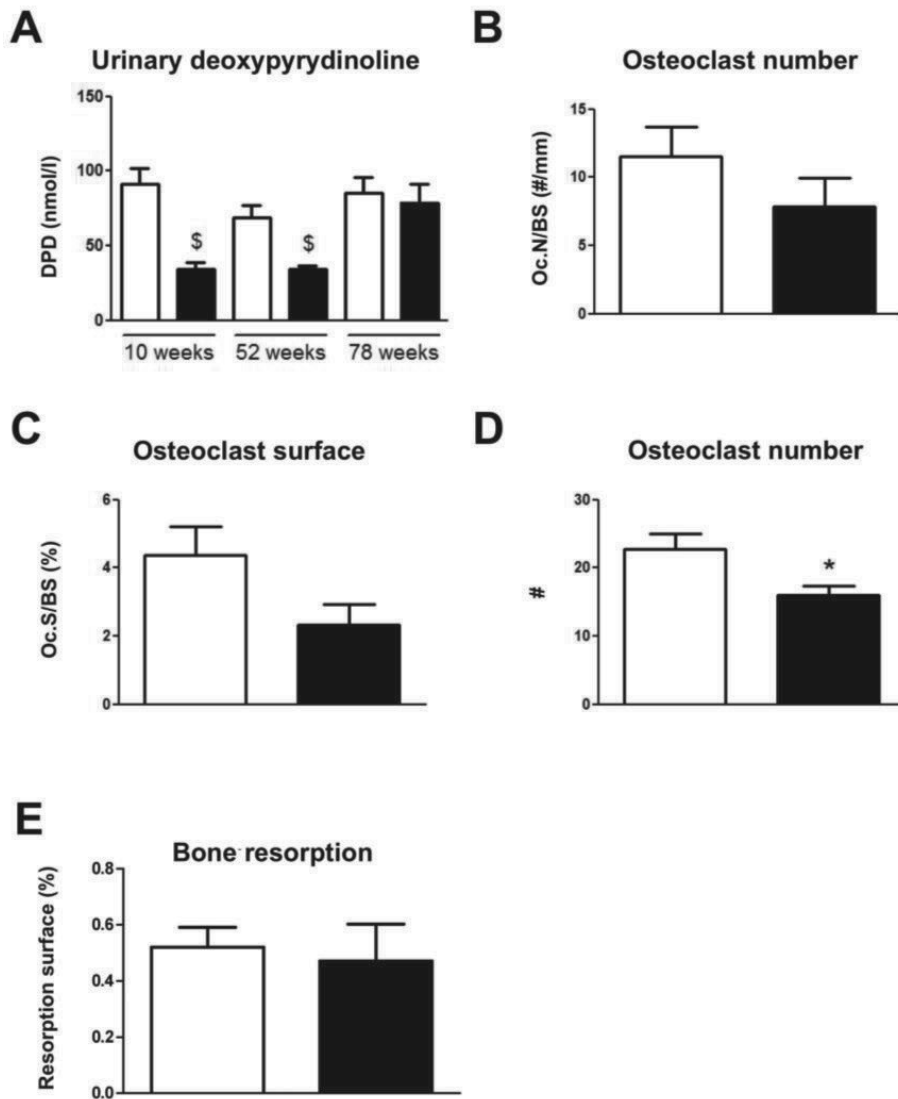 A
Urinary deoxypyrydinoline
DPD (nmol/l)
150
100
50
0
$
$
10 weeks
52 weeks
78 weeks
B
Osteoclast number
Oc.N/BS (#/mm)
15
10
5
0
C
Osteoclast surface
Oc.S/BS (%)
6
4
2
0
D
Osteoclast number
#
30
20
10
0
*
E
Bone resorption
Resorption surface (%)
0.8
0.6
0.4
0.2
0.0